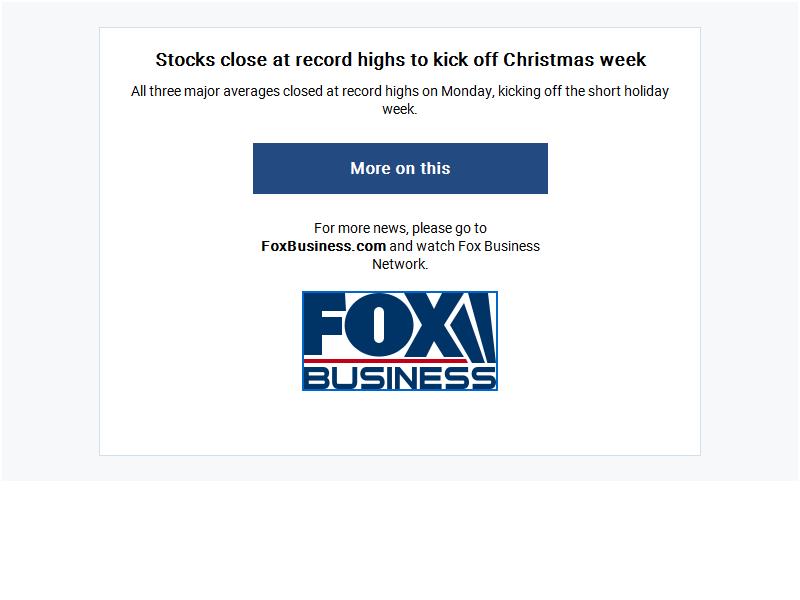 Stocks close at record highs to kick off Christmas week
All three major averages closed at record highs on Monday, kicking off the short holiday
week.
More on this
For more news, please go to
FoxBusiness.com and watch Fox Business
Network.
FOX
BUSINESS